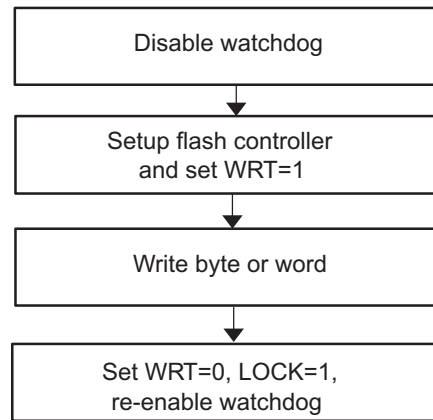 Disable watchdog
Setup flash controller
and set WRT=1
Write byte or word
Set WRT=0, LOCK=1,
re-enable watchdog